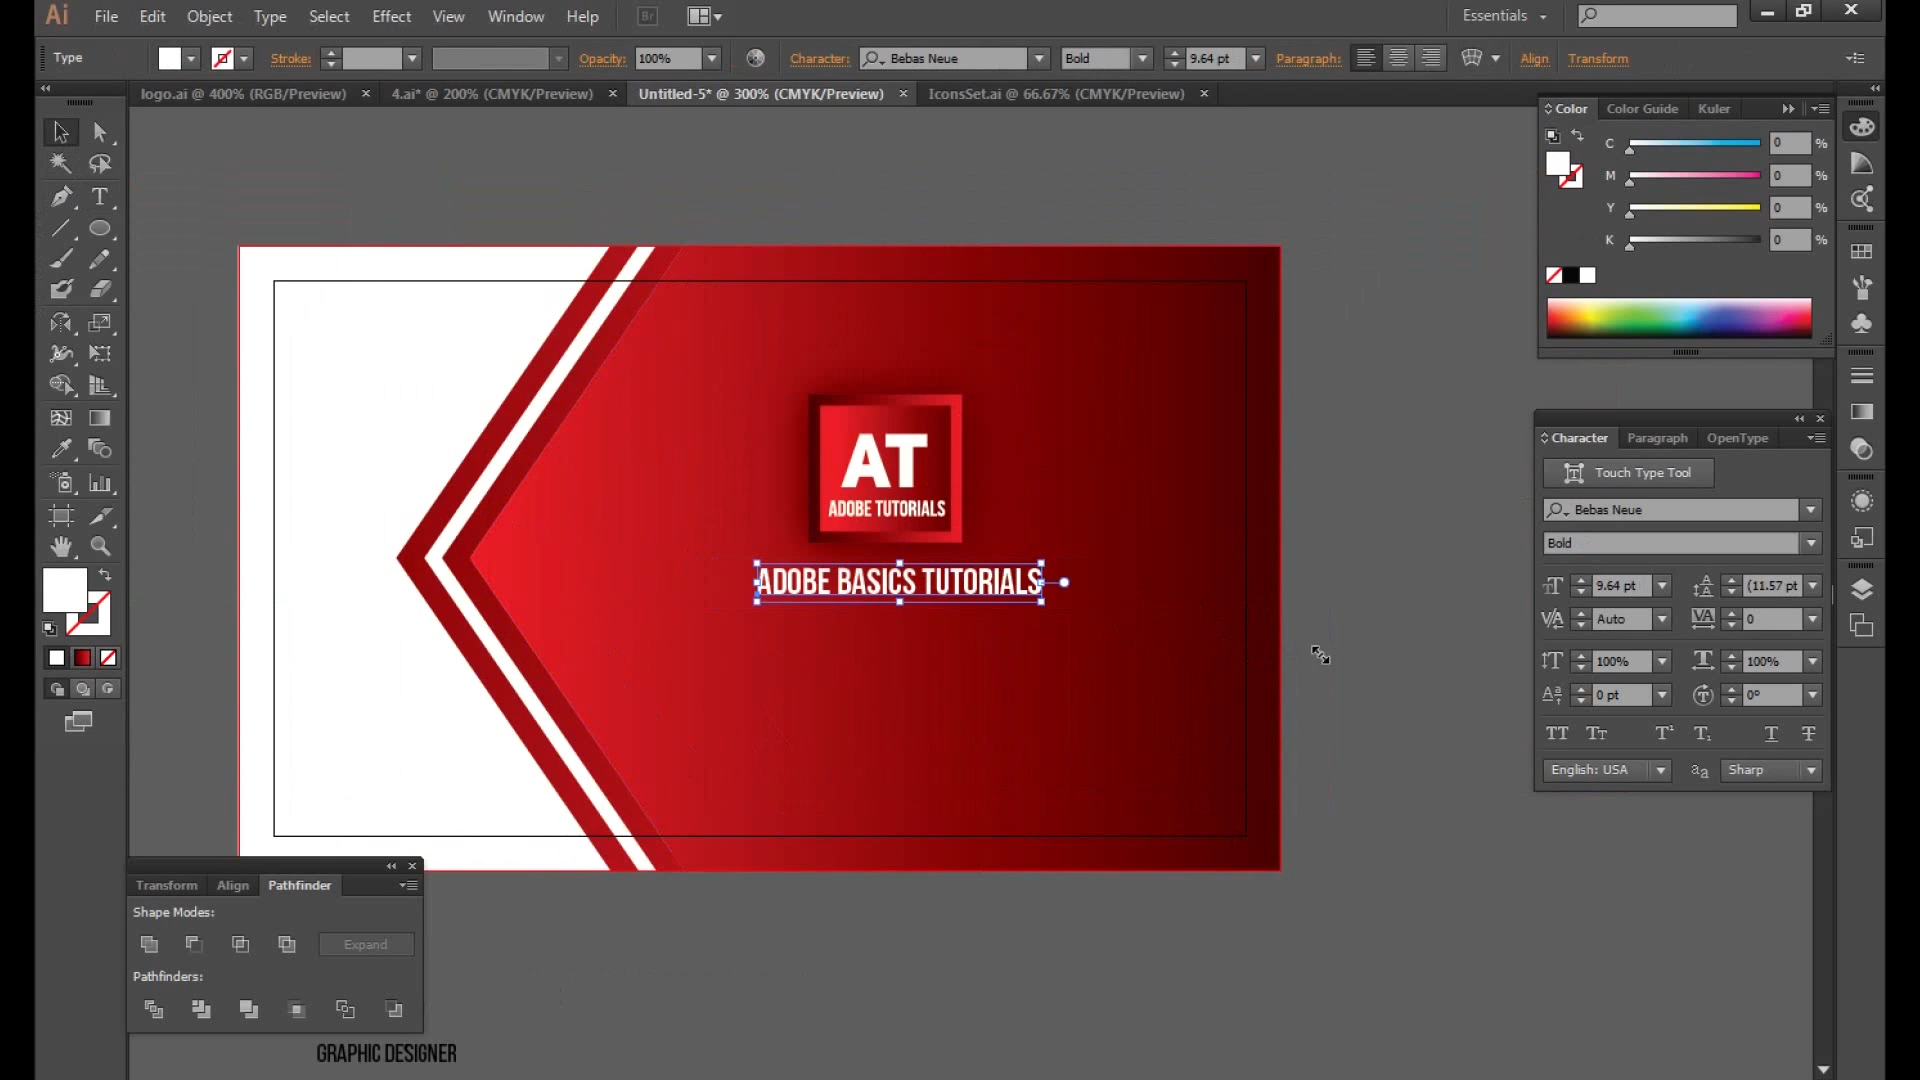 Ai File Edit Object Type Select Effect View Window Help Br Essentials
Type Stroke: Opacity: 100% Character: Bebas Neue Bold 9.64 pt Paragraph: Align Transform
logo.ai @ 400% (RGB/Preview) × 4.ai* @ 200% (CMYK/Preview) × Untitled-5* @ 300% (CMYK/Preview) × IconsSet.ai @ 66.67% (CMYK/Preview) ×
Color Color Guide Kuler
C 0 %
M 0 %
Y 0 %
K 0 %
AT
ADOBE TUTORIALS
ADOBE BASICS TUTORIALS
Character Paragraph OpenType
Touch Type Tool
Bebas Neue
Bold
9.64 pt (11.57 pt
Auto 0
100% 100%
0 pt 0°
English: USA Sharp
Transform Align Pathfinder
Shape Modes:
Expand
Pathfinders:
GRAPHIC DESIGNER